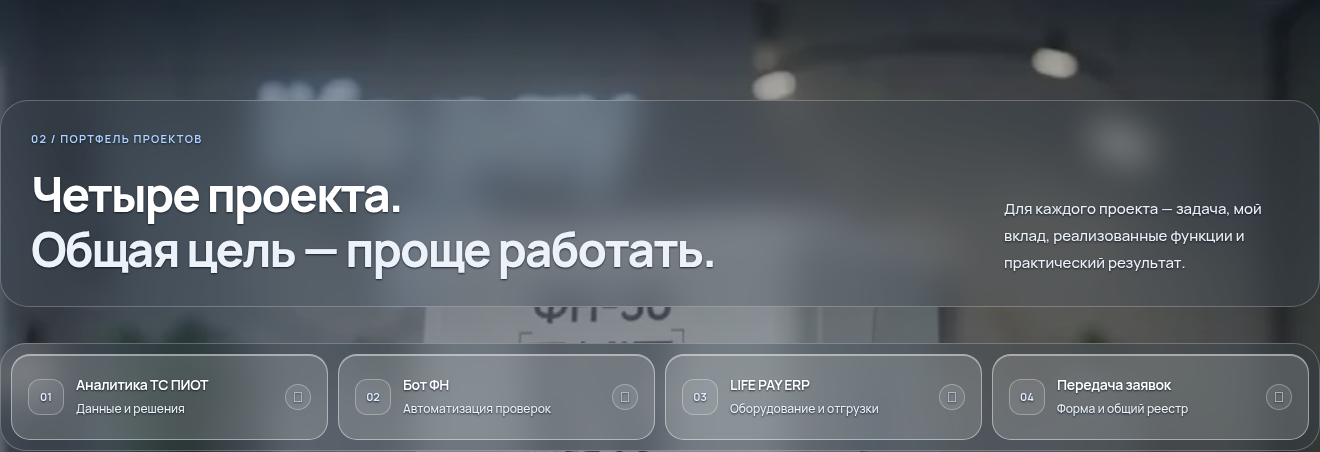 02 / ПОРТФЕЛЬ ПРОЕКТОВ
Четыре проекта.
Общая цель — проще работать.
Для каждого проекта — задача, мой
вклад, реализованные функции и
практический результат.
01
Аналитика ТС ПИОТ
Данные и решения
02
Бот ФН
Автоматизация проверок
03
LIFE PAY ERP
Оборудование и отгрузки
04
Передача заявок
Форма и общий реестр